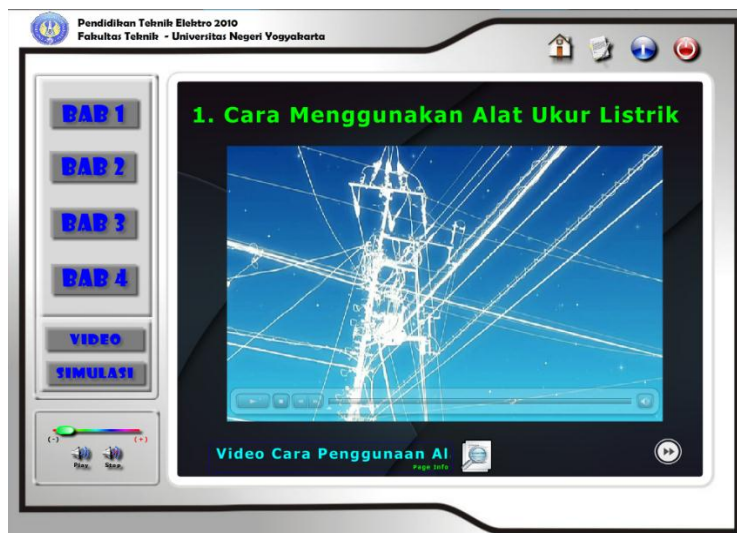 Pendidikan Teknik Elektro 2010
Fakultas Teknik - Universitas Negeri Yogyakarta
BAB 1
BAB 2
BAB 3
BAB 4
VIDEO
SIMULASI
(-) (+)
Play Stop
1. Cara Menggunakan Alat Ukur Listrik
Video Cara Penggunaan Al
Page Info